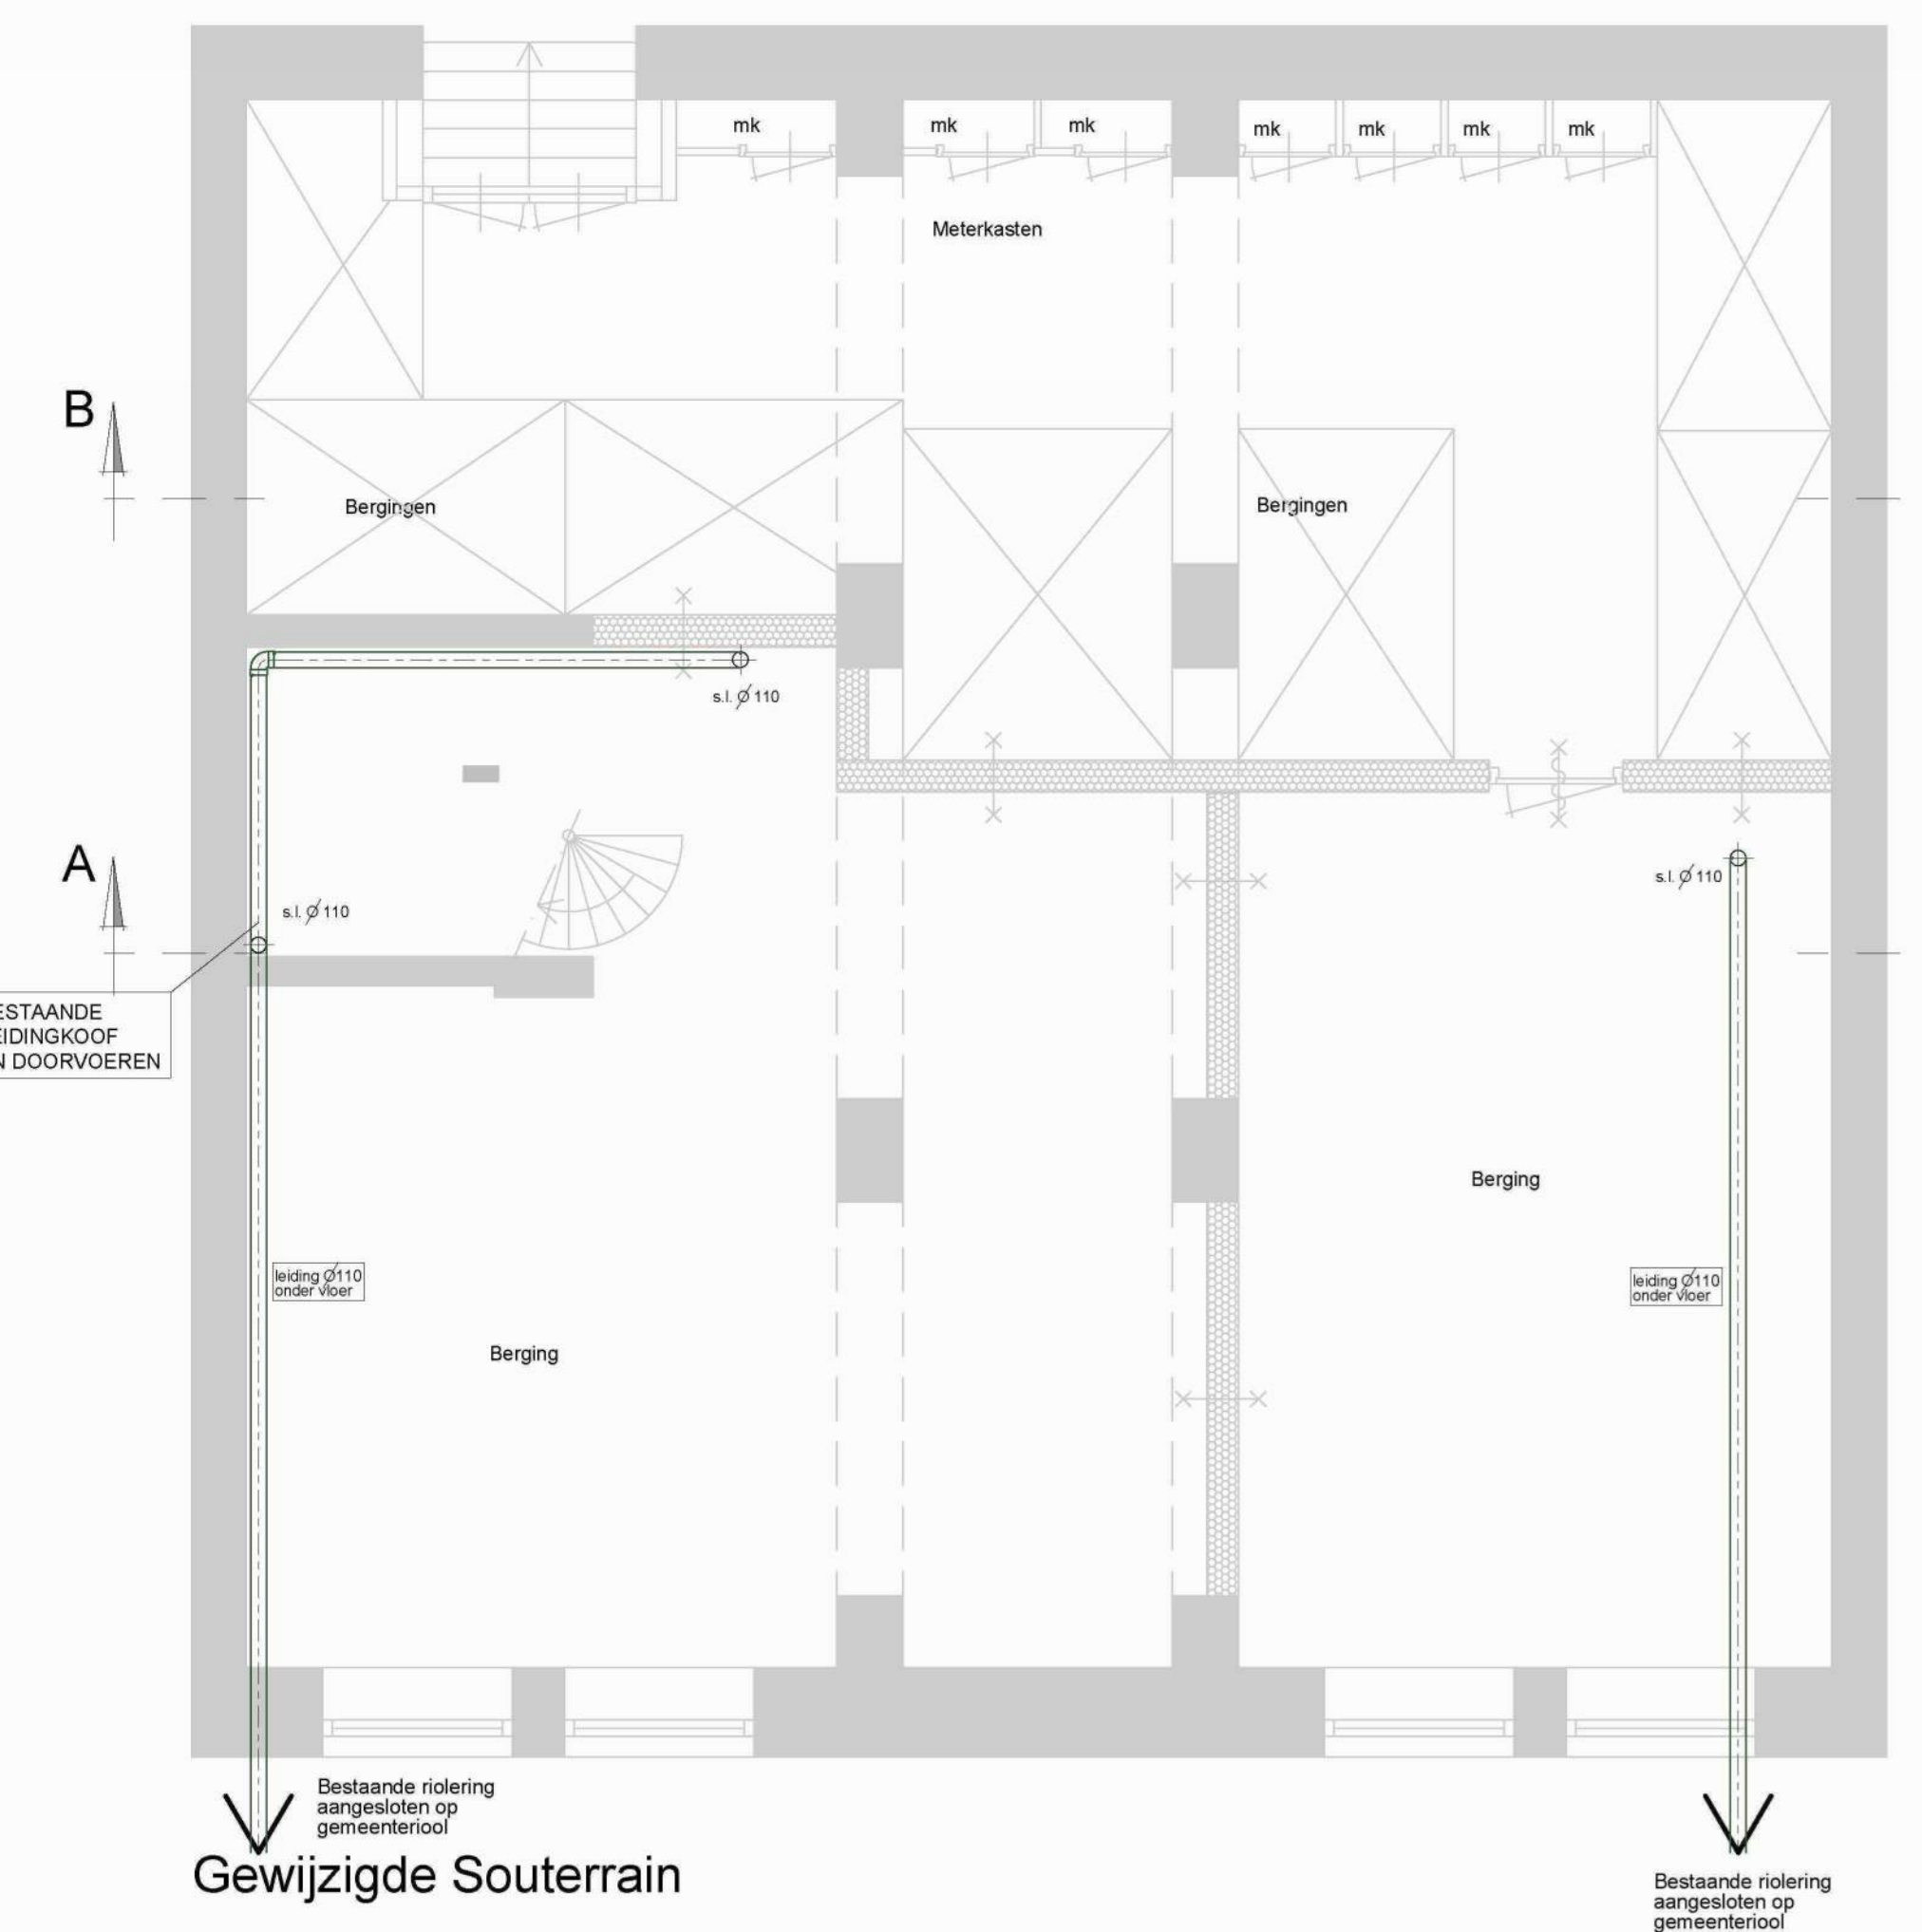 mk
mk
mk
mk
mk
mk
mk
Meterkasten
B
Bergingen
Bergingen
s.l. Ø 110
A
s.l. Ø 110
s.l. Ø 110
ESTAANDE
EIDINGKOOF
N DOORVOEREN
Berging
leiding Ø110
onder vloer
leiding Ø110
onder vloer
Berging
Bestaande riolering
aangesloten op
gemeenteriool
Gewijzigde Souterrain
Bestaande riolering
aangesloten op
gemeenteriool